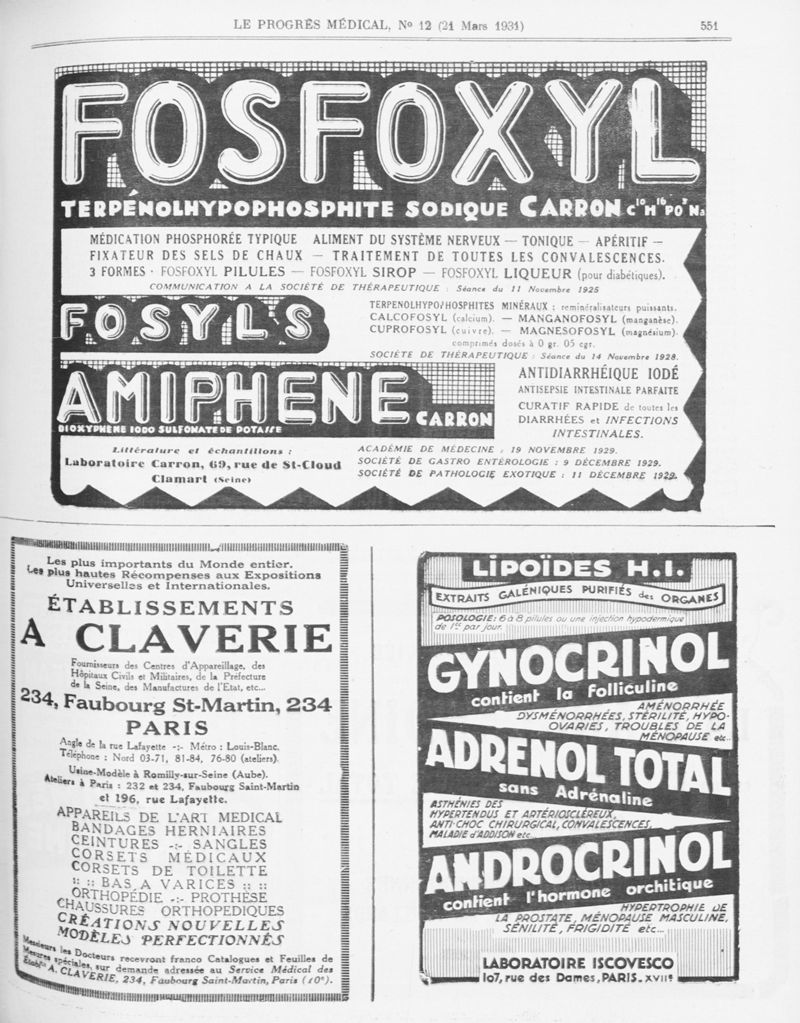 LE PROGRÈS MÉDICAL, No 12 (21 Mars 1931)
551
FOSFOXYL
TERPÉNOLHYPOPHOSPHITE SODIQUE CARRON C¹⁰H¹⁶PO³Na
MÉDICATION PHOSPHORÉE TYPIQUE ALIMENT DU SYSTÈME NERVEUX — TONIQUE — APÉRITIF —
FIXATEUR DES SELS DE CHAUX — TRAITEMENT DE TOUTES LES CONVALESCENCES.
3 FORMES · FOSFOXYL PILULES — FOSFOXYL SIROP — FOSFOXYL LIQUEUR (pour diabétiques).
COMMUNICATION A LA SOCIÉTÉ DE THÉRAPEUTIQUE : Séance du 11 Novembre 1925
FOSYLS
TERPENOLHYPOPHOSPHITES MINÉRAUX : reminéralisateurs puissants.
CALCOFOSYL (calcium). — MANGANOFOSYL (manganèse).
CUPROFOSYL (cuivre). — MAGNESOFOSYL (magnésium).
comprimés dosés à 0 gr. 05 cgr.
SOCIÉTÉ DE THÉRAPEUTIQUE : Séance du 14 Novembre 1928.
AMIPHENE
CARRON
DIOXYPHÈNE IODO SULFONATE DE POTASSE
ANTIDIARRHÉIQUE IODÉ
ANTISEPSIE INTESTINALE PARFAITE
CURATIF RAPIDE de toutes les
DIARRHÉES et INFECTIONS
INTESTINALES.
Littérature et échantillons :
Laboratoire Carron, 69, rue de St-Cloud
Clamart (Seine)
ACADÉMIE DE MÉDECINE : 19 NOVEMBRE 1929.
SOCIÉTÉ DE GASTRO ENTÉROLOGIE : 9 DÉCEMBRE 1929.
SOCIÉTÉ DE PATHOLOGIE EXOTIQUE : 11 DÉCEMBRE 1929.
Les plus importants du Monde entier.
Les plus hautes Récompenses aux Expositions
Universelles et Internationales.
ÉTABLISSEMENTS
A CLAVERIE
Fournisseurs des Centres d'Appareillage, des
Hôpitaux Civils et Militaires, de la Préfecture
de la Seine, des Manufactures de l'Etat, etc...
234, Faubourg St-Martin, 234
PARIS
Angle de la rue Lafayette -:- Métro : Louis-Blanc.
Téléphone : Nord 03-71, 81-84, 76-80 (ateliers).
Usine-Modèle à Romilly-sur-Seine (Aube).
Ateliers à Paris : 232 et 234, Faubourg Saint-Martin
et 196, rue Lafayette.
APPAREILS DE L'ART MEDICAL
BANDAGES HERNIAIRES
CEINTURES -:- SANGLES
CORSETS MÉDICAUX
CORSETS DE TOILETTE
:: :: BAS A VARICES :: ::
ORTHOPÉDIE -:- PROTHÈSE
CHAUSSURES ORTHOPEDIQUES
CRÉATIONS NOUVELLES
MODÈLES PERFECTIONNÉS
Messieurs les Docteurs recevront franco Catalogues et Feuilles de
Mesures spéciales, sur demande adressée au Service Médical des
Établts A. CLAVERIE, 234, Faubourg Saint-Martin, Paris (10e).
LIPOÏDES H.I.
EXTRAITS GALÉNIQUES PURIFIÉS des ORGANES
POSOLOGIE: 6 à 8 pilules ou une injection hypodermique
de 1cc par jour.
GYNOCRINOL
contient la folliculine
AMÉNORRHÉE
DYSMÉNORRHÉES, STÉRILITÉ, HYPO-
OVARIES, TROUBLES DE LA
MÉNOPAUSE etc...
ADRENOL TOTAL
sans Adrénaline
ASTHÉNIES DES
HYPERTENDUS ET ARTÉRIOSCLÉREUX,
ANTI-CHOC CHIRURGICAL, CONVALESCENCES,
MALADIE d'ADDISON etc...
ANDROCRINOL
contient l'hormone orchitique
HYPERTROPHIE DE
LA PROSTATE, MÉNOPAUSE MASCULINE,
SÉNILITÉ, FRIGIDITÉ etc...
LABORATOIRE ISCOVESCO
107, rue des Dames, PARIS_XVIIe